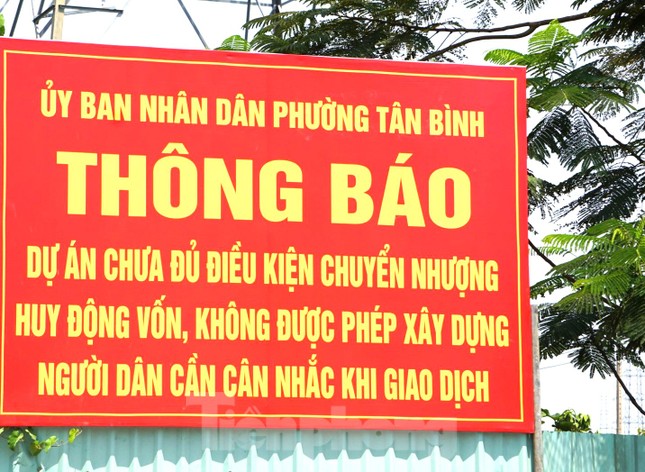 ỦY BAN NHÂN DÂN PHƯỜNG TÂN BÌNH
THÔNG BÁO
DỰ ÁN CHƯA ĐỦ ĐIỀU KIỆN CHUYỂN NHƯỢNG
HUY ĐỘNG VỐN, KHÔNG ĐƯỢC PHÉP XÂY DỰNG
NGƯỜI DÂN CẦN CÂN NHẮC KHI GIAO DỊCH
Tiênphong